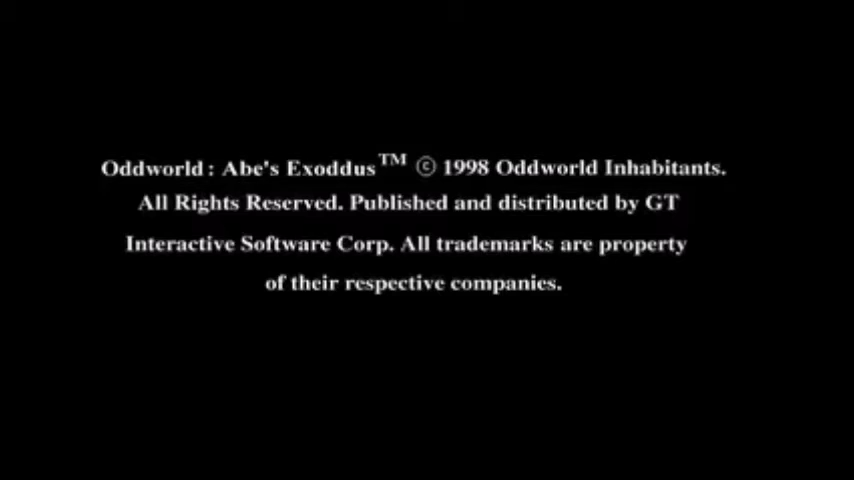 Oddworld : Abe's Exoddus™ © 1998 Oddworld Inhabitants.
All Rights Reserved. Published and distributed by GT
Interactive Software Corp. All trademarks are property
of their respective companies.